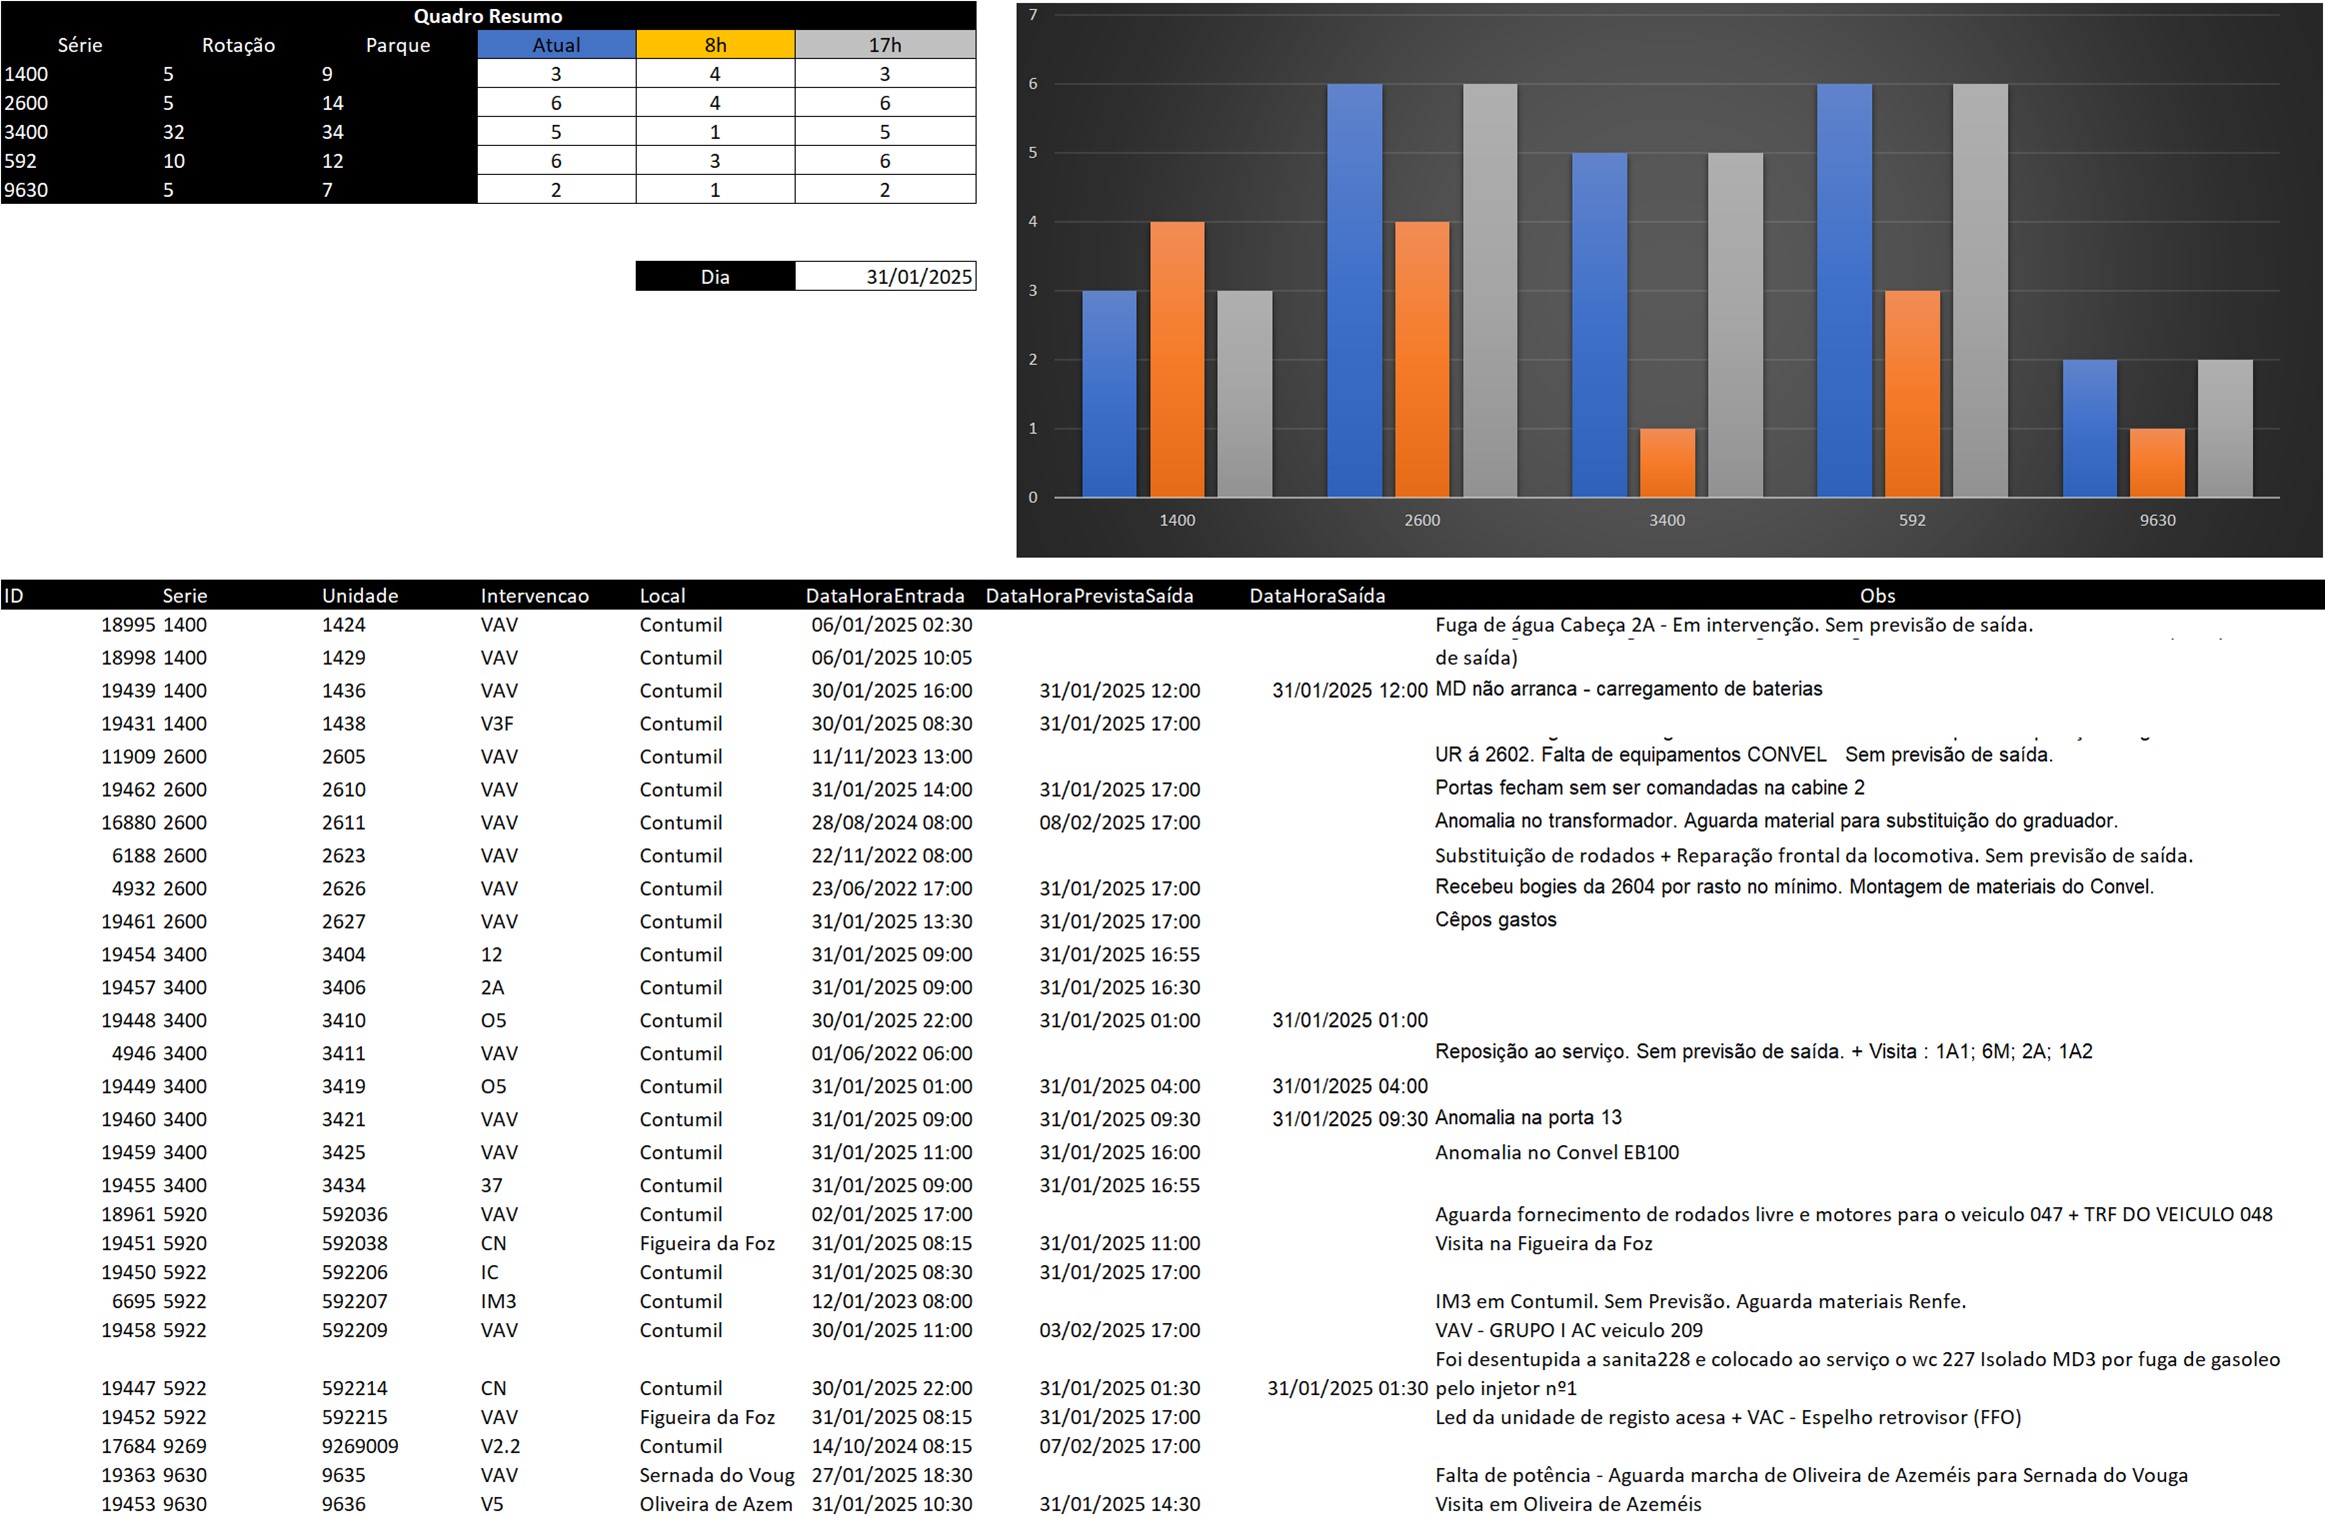 Quadro Resumo
Série Rotação Parque Atual 8h 17h
1400 5 9 3 4 3
2600 5 14 6 4 6
3400 32 34 5 1 5
592 10 12 6 3 6
9630 5 7 2 1 2
Dia 31/01/2025
7
6
5
4
3
2
1
0
1400 2600 3400 592 9630
ID Serie Unidade Intervencao Local DataHoraEntrada DataHoraPrevistaSaída DataHoraSaída Obs
18995 1400 1424 VAV Contumil 06/01/2025 02:30 Fuga de água Cabeça 2A - Em intervenção. Sem previsão de saída.
18998 1400 1429 VAV Contumil 06/01/2025 10:05 de saída)
19439 1400 1436 VAV Contumil 30/01/2025 16:00 31/01/2025 12:00 31/01/2025 12:00 MD não arranca - carregamento de baterias
19431 1400 1438 V3F Contumil 30/01/2025 08:30 31/01/2025 17:00
11909 2600 2605 VAV Contumil 11/11/2023 13:00 UR á 2602. Falta de equipamentos CONVEL Sem previsão de saída.
19462 2600 2610 VAV Contumil 31/01/2025 14:00 31/01/2025 17:00 Portas fecham sem ser comandadas na cabine 2
16880 2600 2611 VAV Contumil 28/08/2024 08:00 08/02/2025 17:00 Anomalia no transformador. Aguarda material para substituição do graduador.
6188 2600 2623 VAV Contumil 22/11/2022 08:00 Substituição de rodados + Reparação frontal da locomotiva. Sem previsão de saída.
4932 2600 2626 VAV Contumil 23/06/2022 17:00 31/01/2025 17:00 Recebeu bogies da 2604 por rasto no mínimo. Montagem de materiais do Convel.
19461 2600 2627 VAV Contumil 31/01/2025 13:30 31/01/2025 17:00 Cêpos gastos
19454 3400 3404 12 Contumil 31/01/2025 09:00 31/01/2025 16:55
19457 3400 3406 2A Contumil 31/01/2025 09:00 31/01/2025 16:30
19448 3400 3410 O5 Contumil 30/01/2025 22:00 31/01/2025 01:00 31/01/2025 01:00
4946 3400 3411 VAV Contumil 01/06/2022 06:00 Reposição ao serviço. Sem previsão de saída. + Visita : 1A1; 6M; 2A; 1A2
19449 3400 3419 O5 Contumil 31/01/2025 01:00 31/01/2025 04:00 31/01/2025 04:00
19460 3400 3421 VAV Contumil 31/01/2025 09:00 31/01/2025 09:30 31/01/2025 09:30 Anomalia na porta 13
19459 3400 3425 VAV Contumil 31/01/2025 11:00 31/01/2025 16:00 Anomalia no Convel EB100
19455 3400 3434 37 Contumil 31/01/2025 09:00 31/01/2025 16:55
18961 5920 592036 VAV Contumil 02/01/2025 17:00 Aguarda fornecimento de rodados livre e motores para o veiculo 047 + TRF DO VEICULO 048
19451 5920 592038 CN Figueira da Foz 31/01/2025 08:15 31/01/2025 11:00 Visita na Figueira da Foz
19450 5922 592206 IC Contumil 31/01/2025 08:30 31/01/2025 17:00
6695 5922 592207 IM3 Contumil 12/01/2023 08:00 IM3 em Contumil. Sem Previsão. Aguarda materiais Renfe.
19458 5922 592209 VAV Contumil 30/01/2025 11:00 03/02/2025 17:00 VAV - GRUPO I AC veiculo 209
Foi desentupida a sanita228 e colocado ao serviço o wc 227 Isolado MD3 por fuga de gasoleo
19447 5922 592214 CN Contumil 30/01/2025 22:00 31/01/2025 01:30 31/01/2025 01:30 pelo injetor nº1
19452 5922 592215 VAV Figueira da Foz 31/01/2025 08:15 31/01/2025 17:00 Led da unidade de registo acesa + VAC - Espelho retrovisor (FFO)
17684 9269 9269009 V2.2 Contumil 14/10/2024 08:15 07/02/2025 17:00
19363 9630 9635 VAV Sernada do Voug 27/01/2025 18:30 Falta de potência - Aguarda marcha de Oliveira de Azeméis para Sernada do Vouga
19453 9630 9636 V5 Oliveira de Azem 31/01/2025 10:30 31/01/2025 14:30 Visita em Oliveira de Azeméis